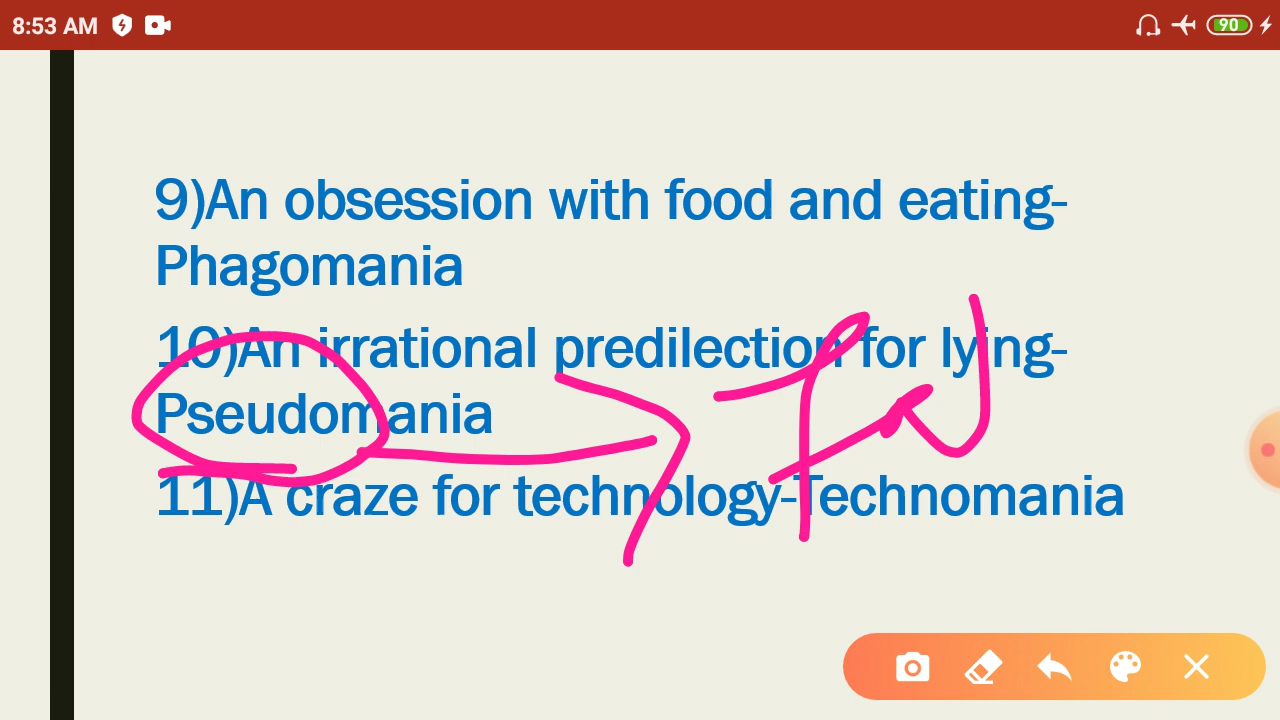 8:53 AM
90
9)An obsession with food and eating-
Phagomania
10)An irrational predilection for lying-
Pseudomania
11)A craze for technology-Technomania